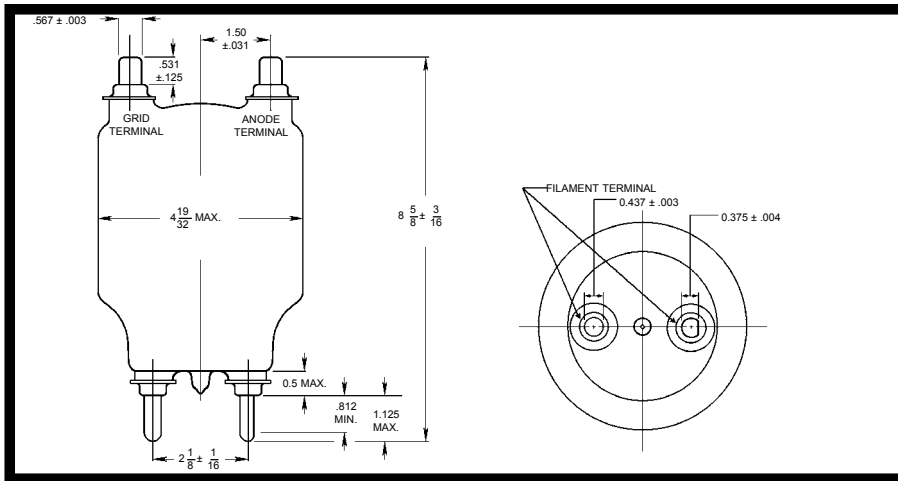 .567 ± .003
1.50
±.031
.531
±.125
GRID
TERMINAL
ANODE
TERMINAL
4 19/32 MAX.
8 5/8 ± 3/16
FILAMENT TERMINAL
0.437 ± .003
0.375 ± .004
0.5 MAX.
.812
MIN.
1.125
MAX.
2 1/8 ± 1/16